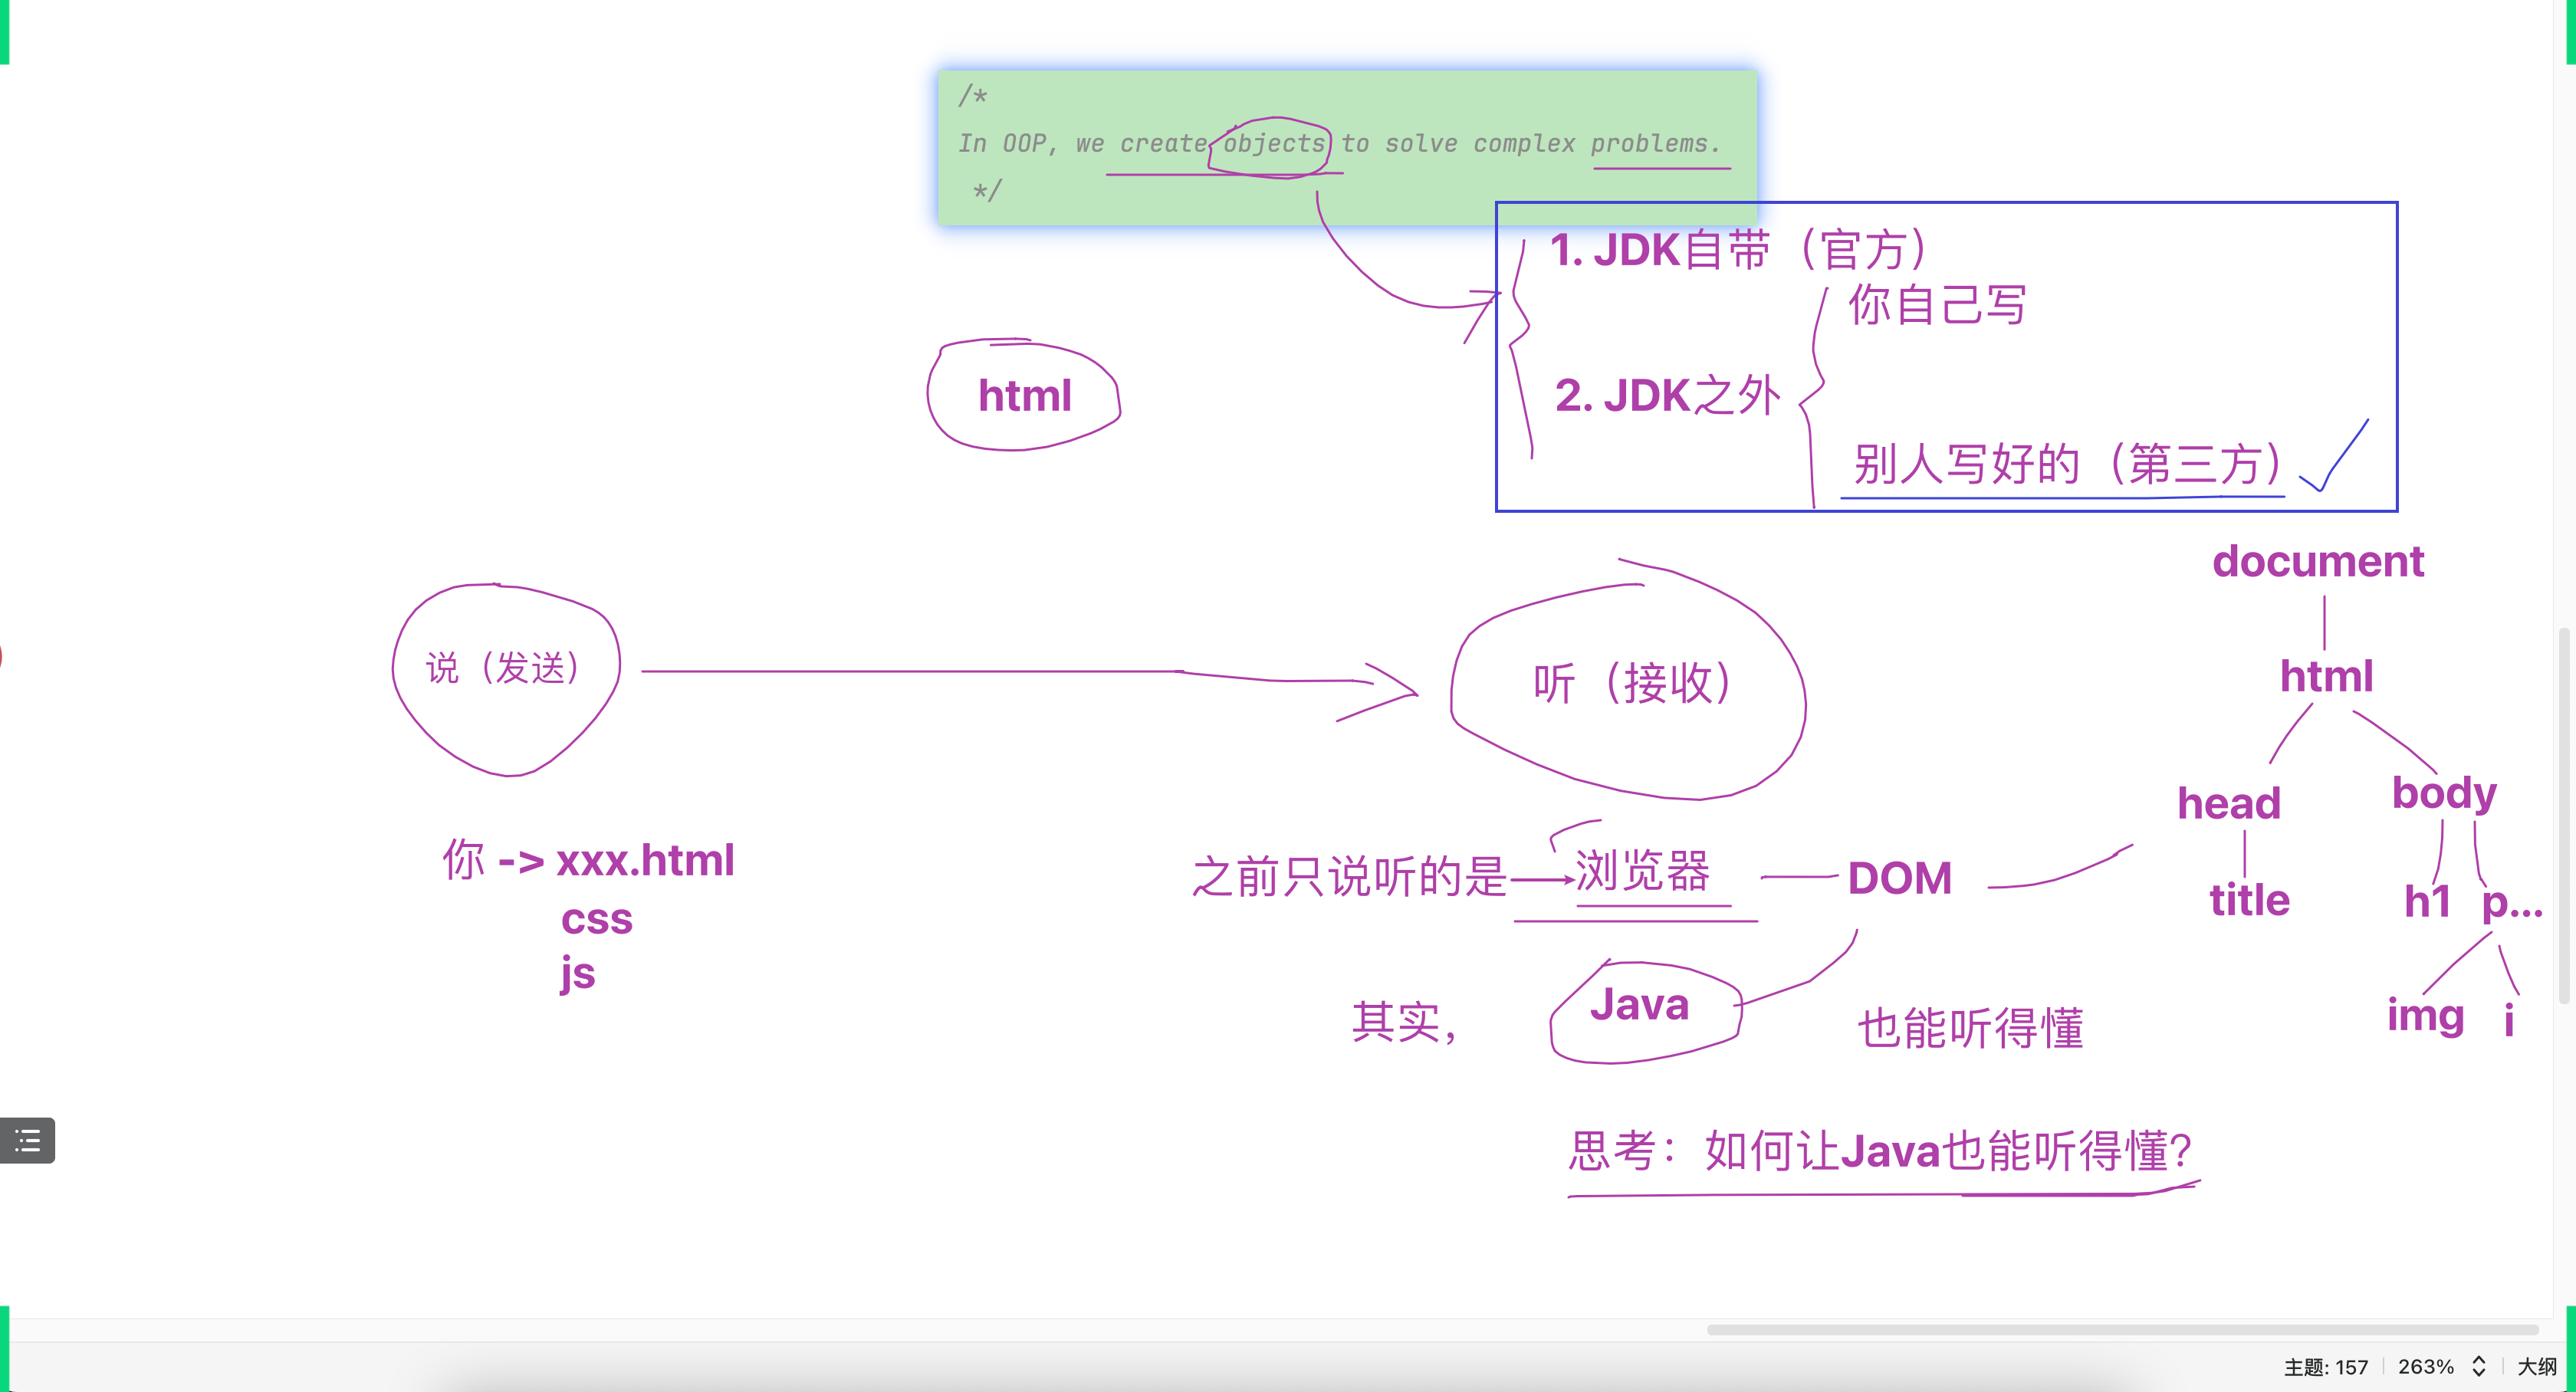 /*
In OOP, we create objects to solve complex problems.
*/
1. JDK自带（官方）
你自己写
html
2. JDK之外
别人写好的（第三方）
document
html
说（发送）
听（接收）
head
body
你 -> xxx.html
css
js
之前只说听的是
浏览器
DOM
title
h1
p...
其实，
Java
也能听得懂
img
i
思考：如何让Java也能听得懂？
主题: 157
263%
大纲